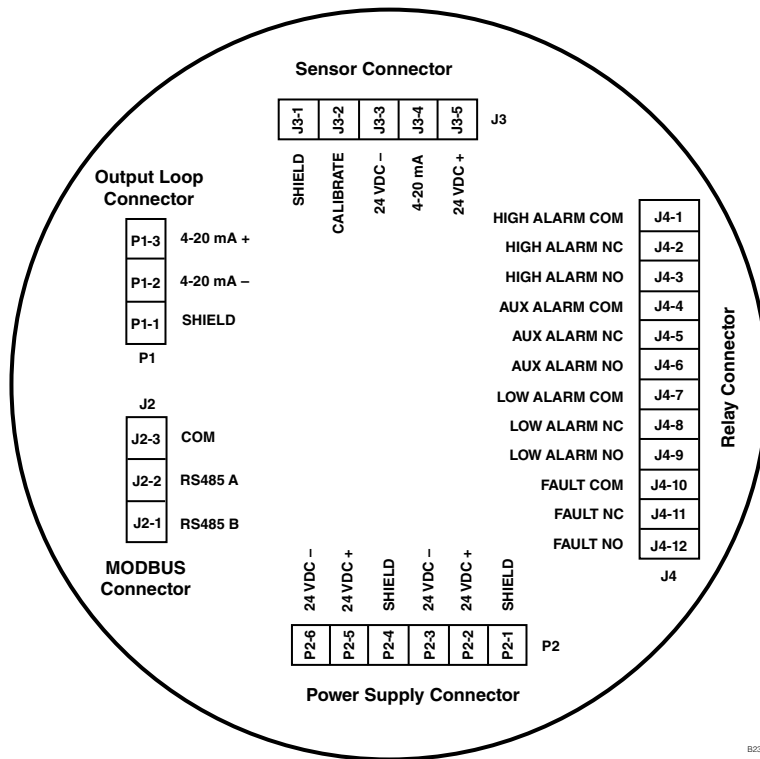 Sensor Connector
J3-1 J3-2 J3-3 J3-4 J3-5 J3
SHIELD
CALIBRATE
24 VDC –
4-20 mA
24 VDC +
Output Loop
Connector
P1-3 4-20 mA +
P1-2 4-20 mA –
P1-1 SHIELD
P1
J2
J2-3 COM
J2-2 RS485 A
J2-1 RS485 B
MODBUS
Connector
HIGH ALARM COM J4-1
HIGH ALARM NC J4-2
HIGH ALARM NO J4-3
AUX ALARM COM J4-4
AUX ALARM NC J4-5
AUX ALARM NO J4-6
LOW ALARM COM J4-7
LOW ALARM NC J4-8
LOW ALARM NO J4-9
FAULT COM J4-10
FAULT NC J4-11
FAULT NO J4-12
J4
Relay Connector
24 VDC –
24 VDC +
SHIELD
24 VDC –
24 VDC +
SHIELD
P2-6 P2-5 P2-4 P2-3 P2-2 P2-1 P2
Power Supply Connector